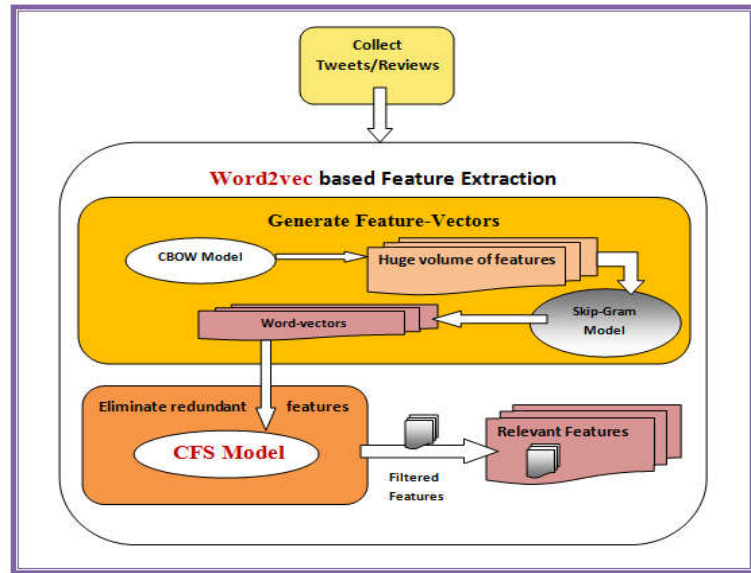 Collect
Tweets/Reviews
Word2vec based Feature Extraction
Generate Feature-Vectors
CBOW Model
Huge volume of features
Skip-Gram
Model
Word-vectors
Eliminate redundant features
CFS Model
Filtered
Features
Relevant Features